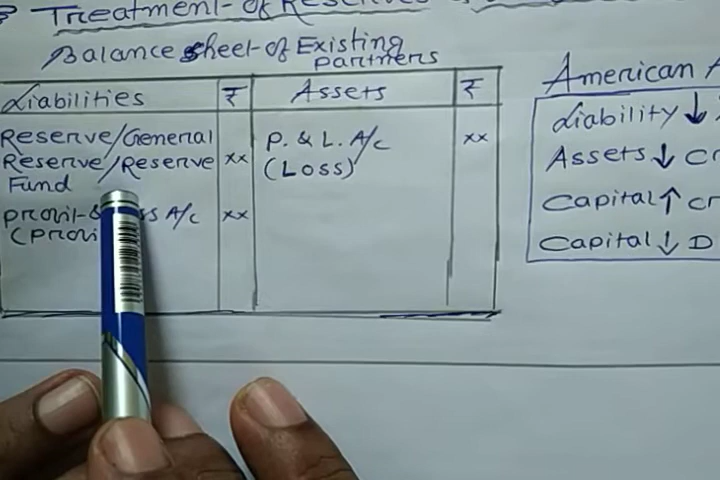 Treatment of Reserves
Balance sheet of Existing
partners
Liabilities ₹ Assets ₹
Reserve/General
Reserve/Reserve xx
Fund
P. & L. A/c xx
(Loss)
A/c xx
American
Liability ↓
Assets ↓ Cr
Capital ↑ Cr
Capital ↓ D